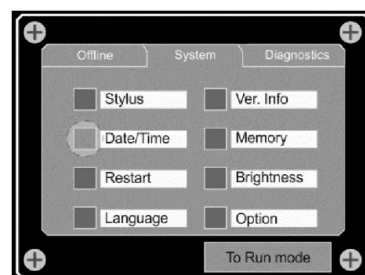 Offline System Diagnostics
Stylus Ver. Info
Date/Time Memory
Restart Brightness
Language Option
To Run mode